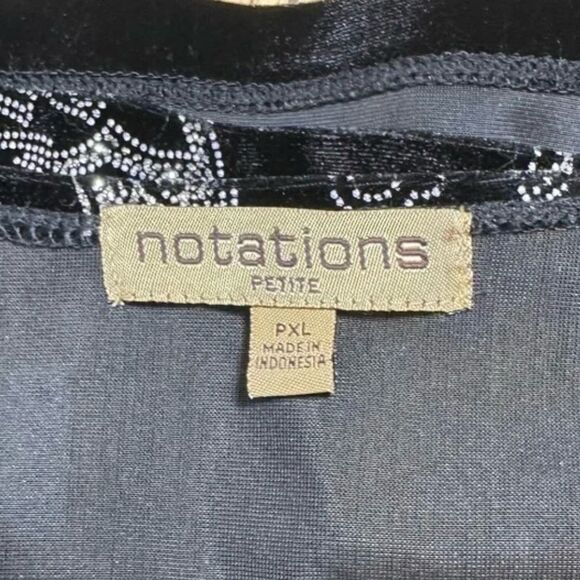 notations
PETITE
PXL
MADE IN
INDONESIA